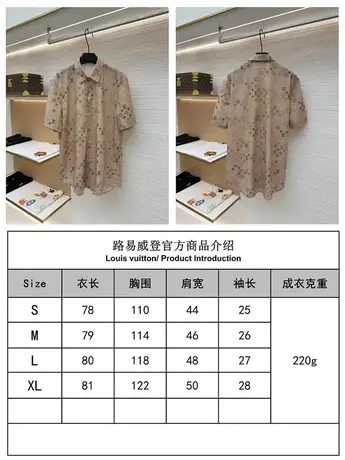 路易威登官方商品介绍
Louis vuitton/ Product Introduction
Size 衣长 胸围 肩宽 袖长 成衣克重
S 78 110 44 25
M 79 114 46 26
L 80 118 48 27
XL 81 122 50 28
220g